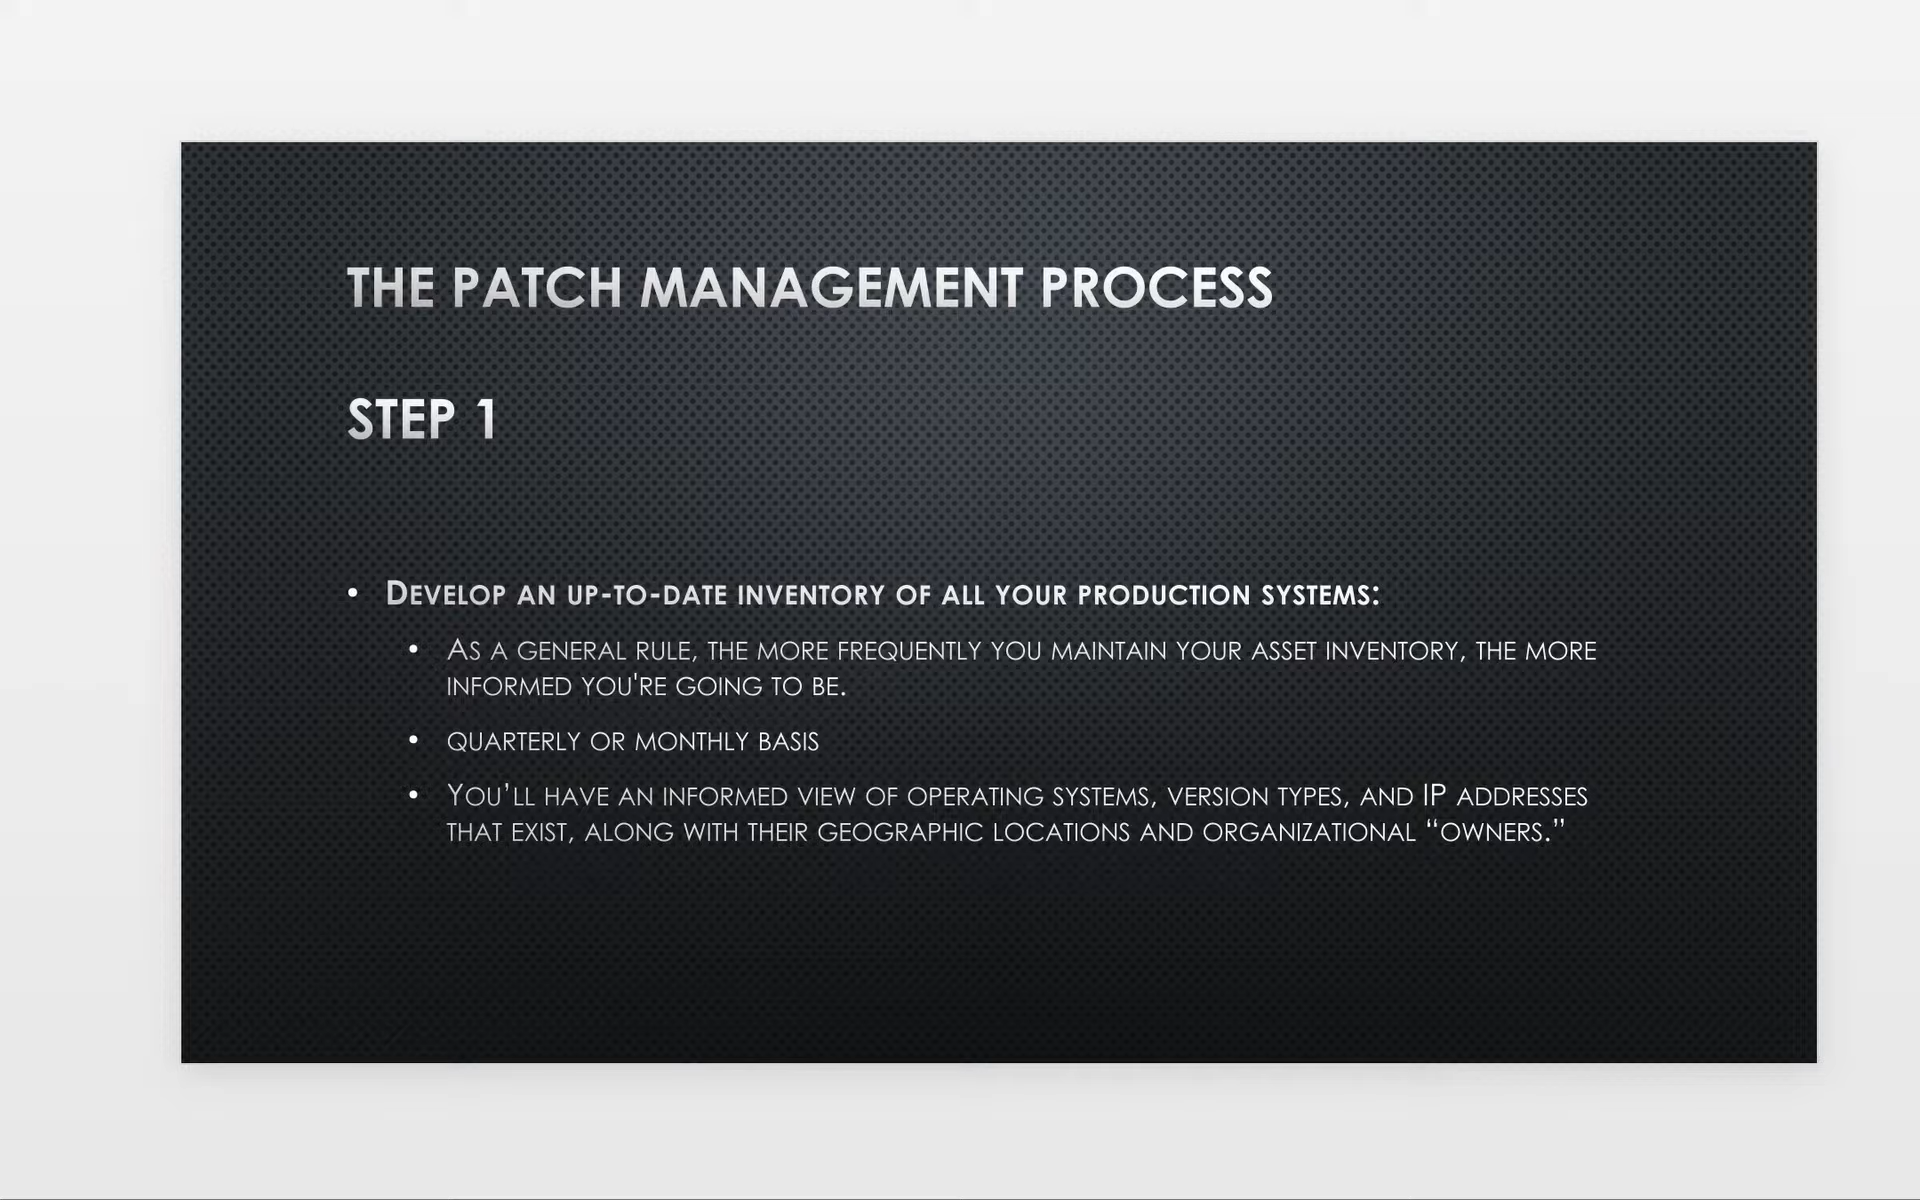 THE PATCH MANAGEMENT PROCESS
STEP 1
• DEVELOP AN UP-TO-DATE INVENTORY OF ALL YOUR PRODUCTION SYSTEMS:
• AS A GENERAL RULE, THE MORE FREQUENTLY YOU MAINTAIN YOUR ASSET INVENTORY, THE MORE
INFORMED YOU'RE GOING TO BE.
• QUARTERLY OR MONTHLY BASIS
• YOU’LL HAVE AN INFORMED VIEW OF OPERATING SYSTEMS, VERSION TYPES, AND IP ADDRESSES
THAT EXIST, ALONG WITH THEIR GEOGRAPHIC LOCATIONS AND ORGANIZATIONAL “OWNERS.”